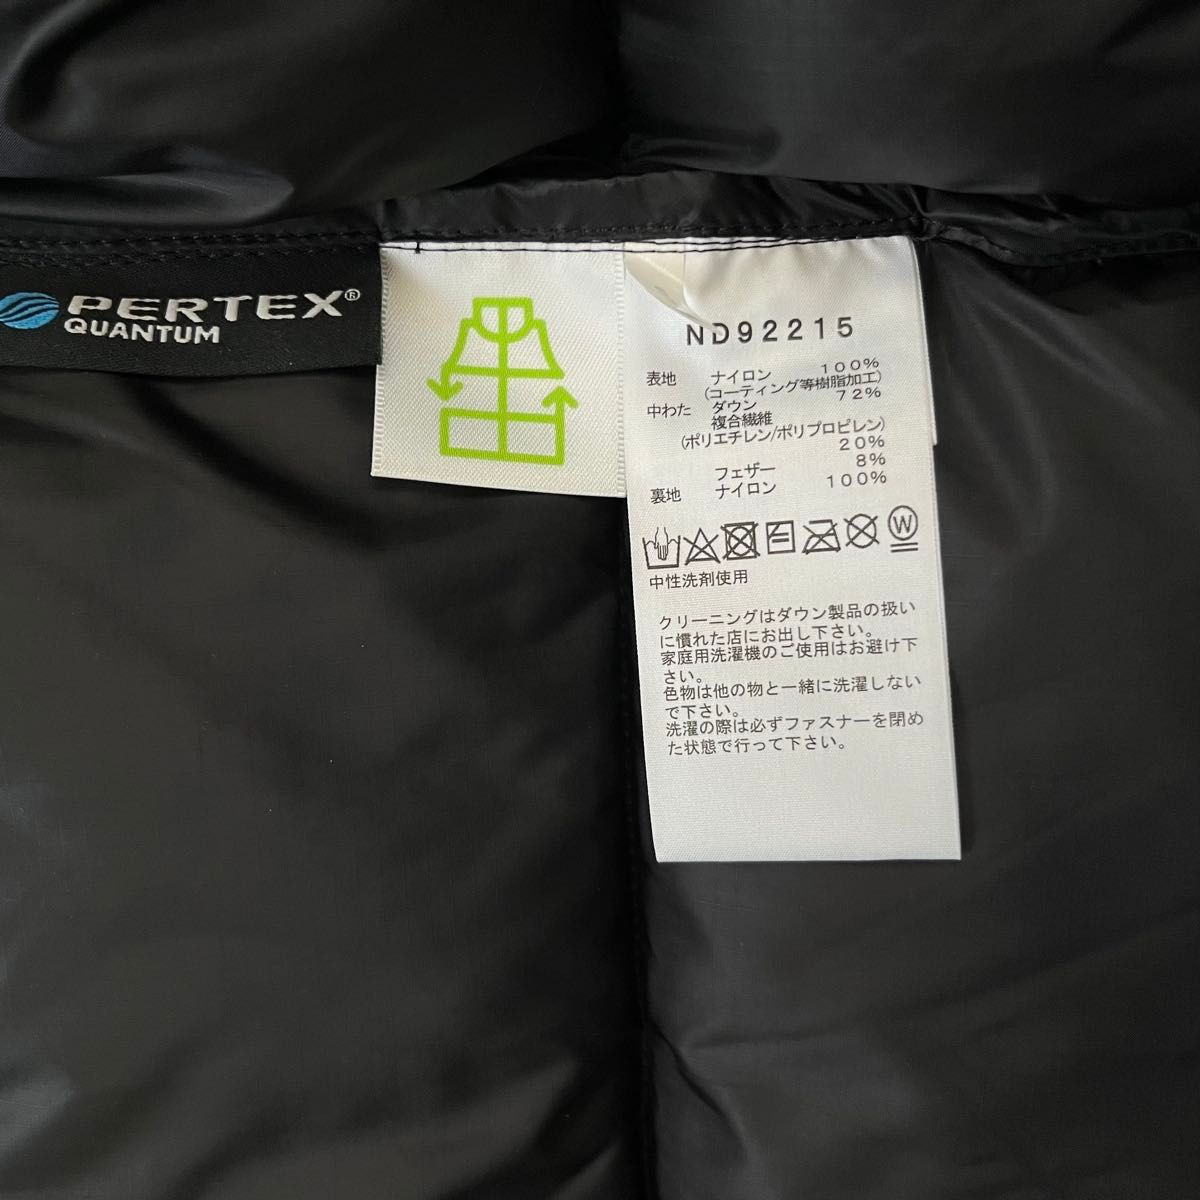 PERTEX®
QUANTUM
ND92215
表地 ナイロン 100%
(コーティング等樹脂加工)
中わた ダウン 72%
複合繊維
(ポリエチレン/ポリプロピレン)
20%
フェザー 8%
裏地 ナイロン 100%
W
中性洗剤使用
クリーニングはダウン製品の扱い
に慣れた店にお出し下さい。
家庭用洗濯機のご使用はお避け下
さい。
色物は他の物と一緒に洗濯しない
で下さい。
洗濯の際は必ずファスナーを閉め
た状態で行って下さい。